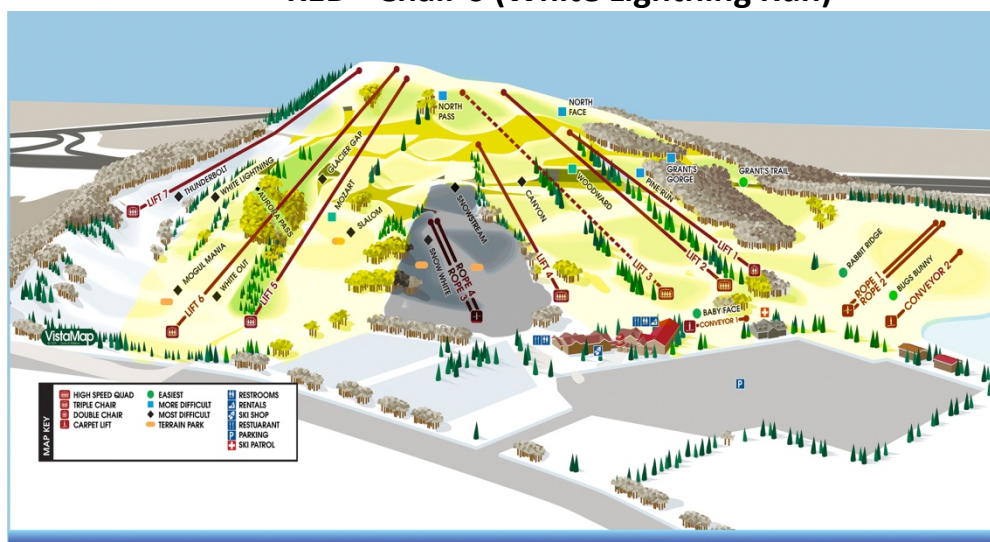 Chair (White Lightning Run)
NORTH
PASS
NORTH
FACE
GLACIER GAP
WHITE LIGHTNING
THUNDERBOLT
LIFT 7
AURORA PASS
MOZART
SLALOM
SNOWSTREAM
CANYON
WOODWARD
PINE RUN
GRANT'S
GORGE
GRANT'S TRAIL
MOGUL MANIA
WHITE OUT
LIFT 6
LIFT 5
SNOW WHITE
ROPE 4
ROPE 3
LIFT 4
LIFT 3
LIFT 2
LIFT 1
RABBIT RIDGE
BUGS BUNNY
ROPE 1
ROPE 2
CONVEYOR 2
BABY FACE
CONVEYOR 1
P
VistaMap
MAP KEY
HIGH SPEED QUAD
TRIPLE CHAIR
DOUBLE CHAIR
CARPET LIFT
EASIEST
MORE DIFFICULT
MOST DIFFICULT
TERRAIN PARK
RESTROOMS
RENTALS
SKI SHOP
RESTUARANT
P PARKING
SKI PATROL